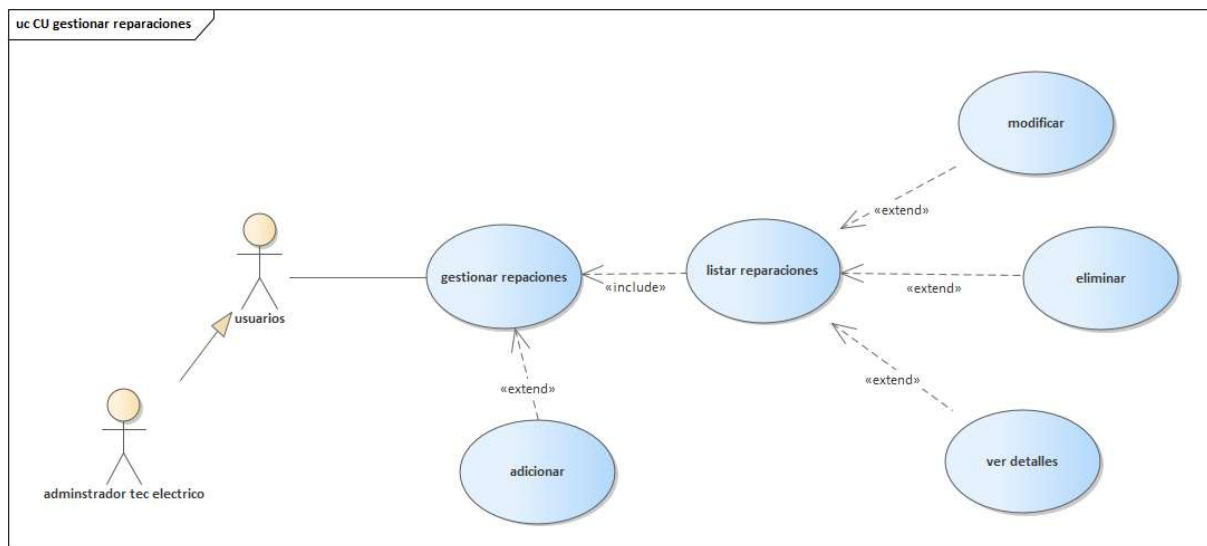 uc CU gestionar reparaciones
modificar
«extend»
usuarios
gestionar repaciones
«include»
listar reparaciones
«extend»
eliminar
«extend»
adminstrador tec electrico
«extend»
adicionar
ver detalles